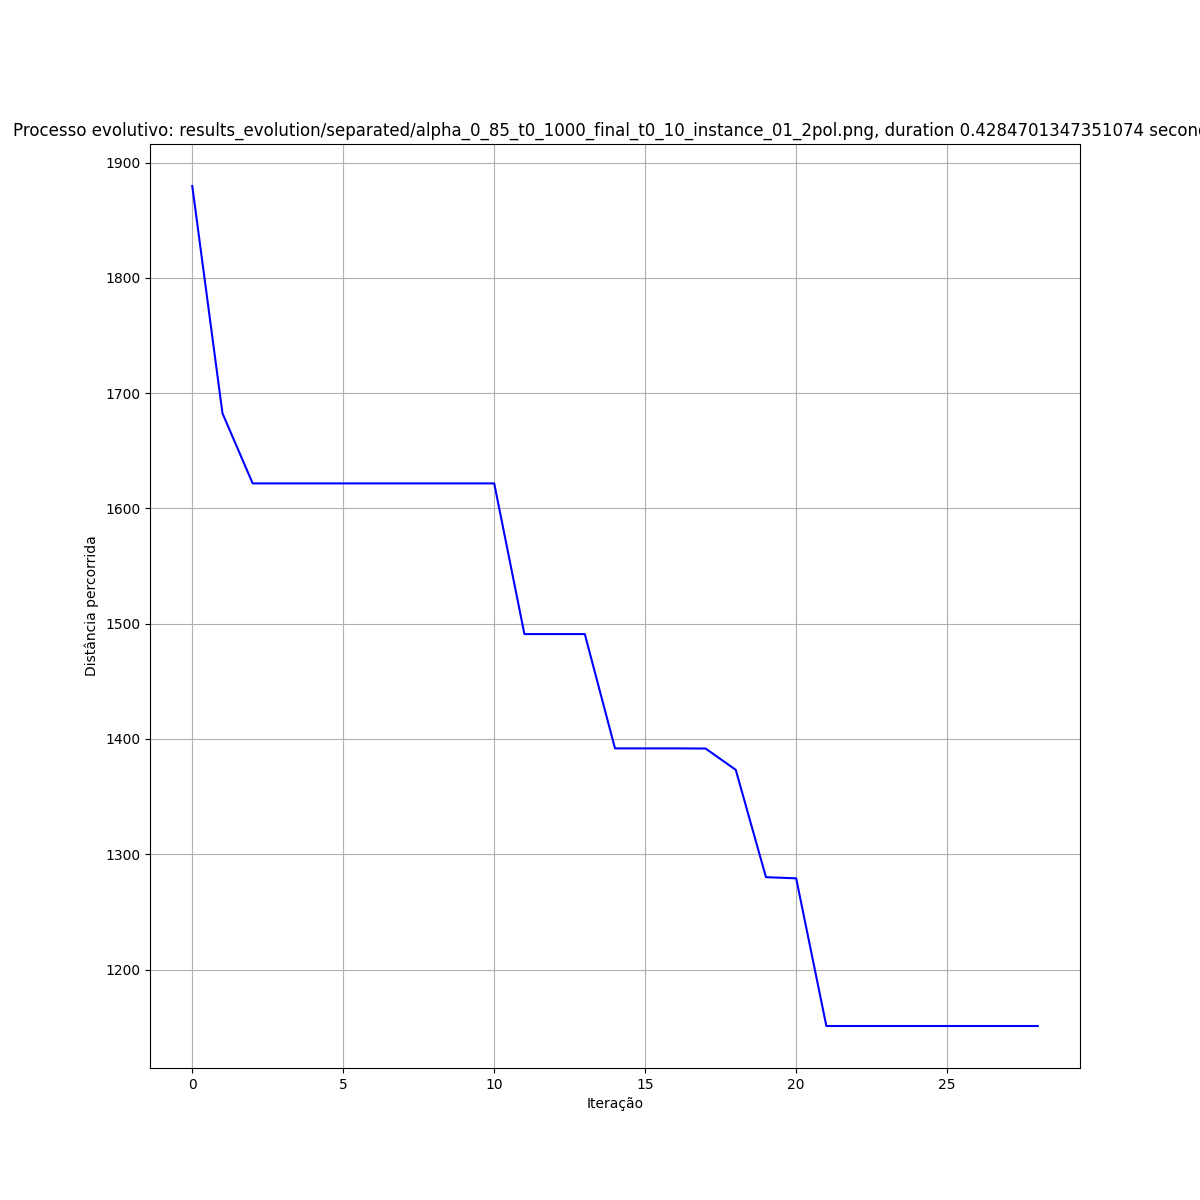 Processo evolutivo: results_evolution/separated/alpha_0_85_t0_1000_final_t0_10_instance_01_2pol.png, duration 0.4284701347351074
1900
1800
1700
1600
1500
1400
1300
1200
Distância percorrida
0 5 10 15 20 25
Iteração